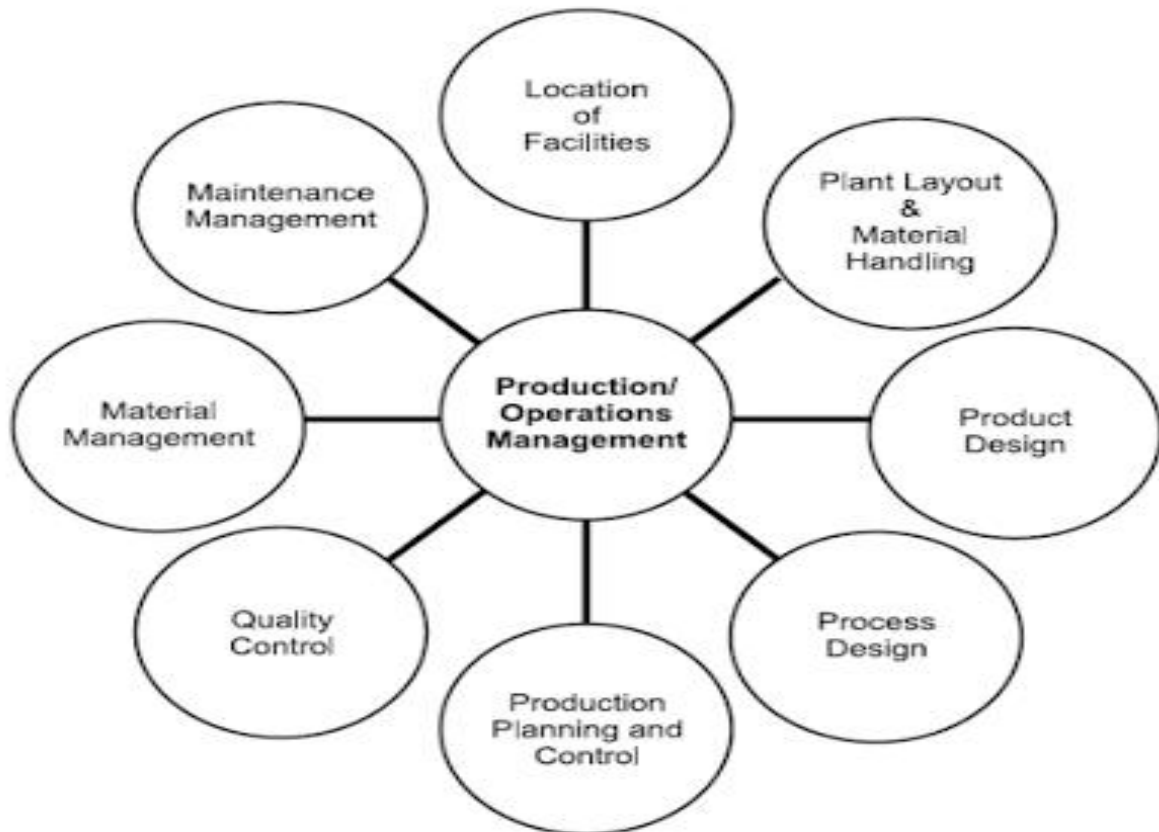 Location
of
Facilities
Plant Layout
&
Material
Handling
Product
Design
Process
Design
Production
Planning and
Control
Quality
Control
Material
Management
Maintenance
Management
Production/
Operations
Management